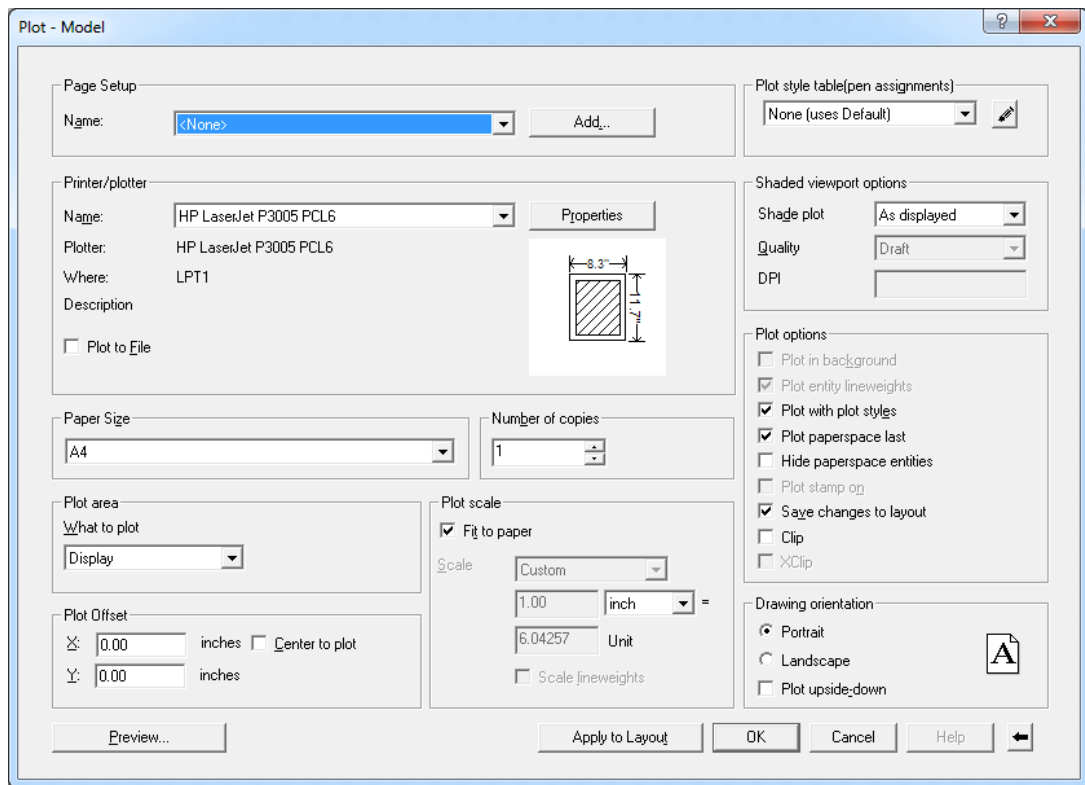 Plot - Model
Page Setup
Name:
<None>
Add...
Plot style table(pen assignments)
None (uses Default)
Printer/plotter
Name:
HP LaserJet P3005 PCL6
Properties
Plotter:
HP LaserJet P3005 PCL6
Where:
LPT1
Description
Plot to File
8.3"
11.7"
Shaded viewport options
Shade plot
As displayed
Quality
Draft
DPI
Paper Size
A4
Number of copies
1
Plot options
Plot in background
Plot entity lineweights
Plot with plot styles
Plot paperspace last
Hide paperspace entities
Plot stamp on
Save changes to layout
Clip
XClip
Plot area
What to plot
Display
Plot scale
Fit to paper
Scale
Custom
1.00
inch
=
6.04257
Unit
Scale lineweights
Plot Offset
X:
0.00
inches
Center to plot
Y:
0.00
inches
Drawing orientation
Portrait
Landscape
Plot upside-down
A
Preview...
Apply to Layout
OK
Cancel
Help